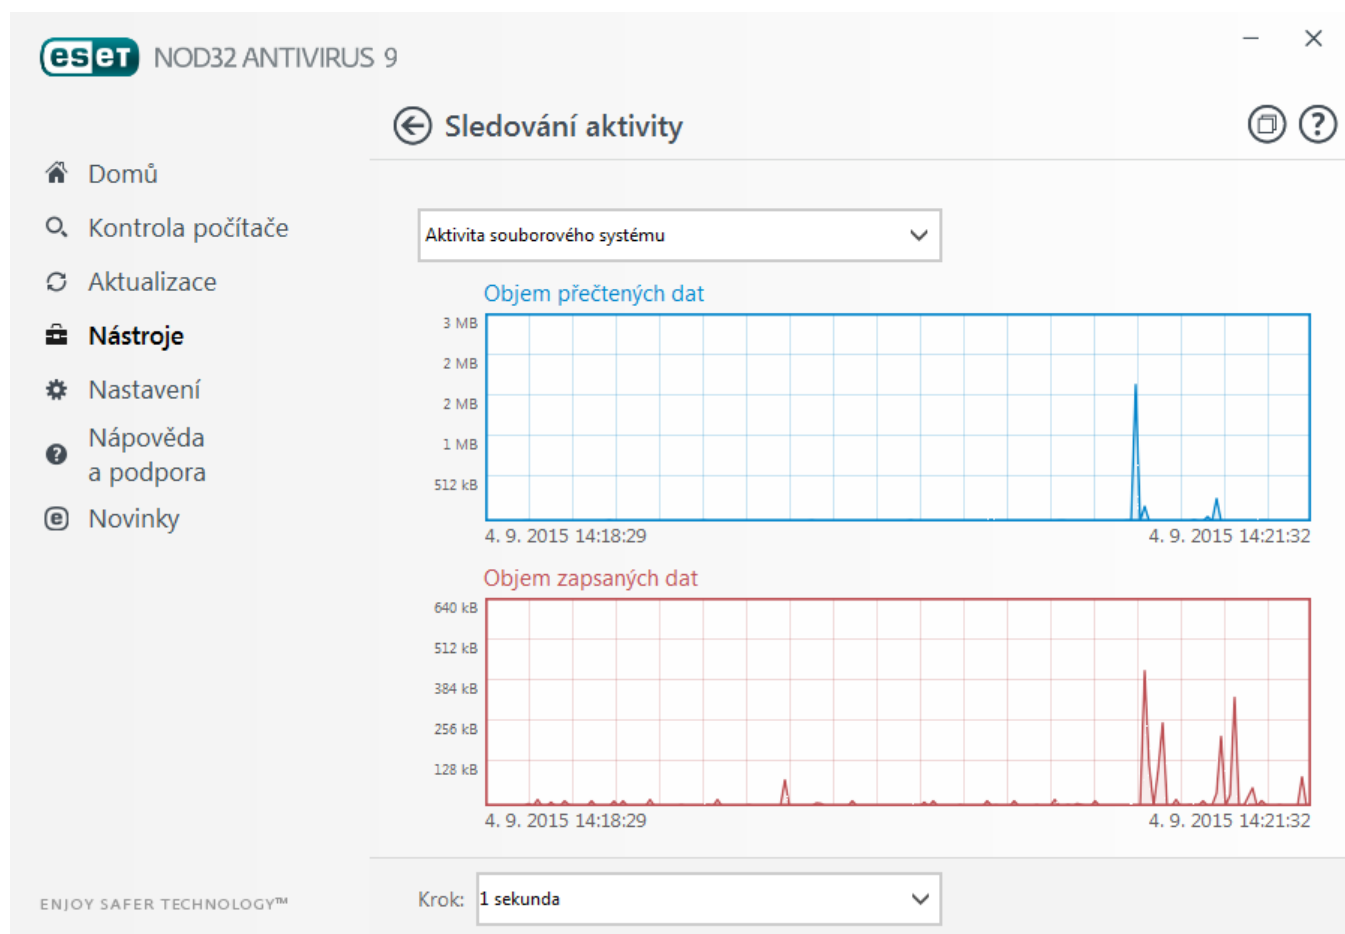 eset NOD32 ANTIVIRUS 9
Sledování aktivity
Domů
Kontrola počítače
Aktualizace
Nástroje
Nastavení
Nápověda
a podpora
Novinky
Aktivita souborového systému
Objem přečtených dat
3 MB
2 MB
2 MB
1 MB
512 kB
4. 9. 2015 14:18:29 4. 9. 2015 14:21:32
Objem zapsaných dat
640 kB
512 kB
384 kB
256 kB
128 kB
4. 9. 2015 14:18:29 4. 9. 2015 14:21:32
Krok: 1 sekunda
ENJOY SAFER TECHNOLOGY™